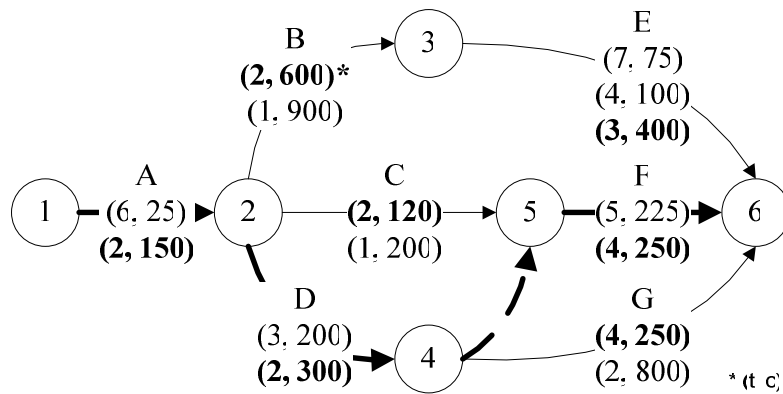 B
(2, 600)*
(1, 900)
3
E
(7, 75)
(4, 100)
(3, 400)
1
A
(6, 25)
(2, 150)
2
C
(2, 120)
(1, 200)
5
F
(5, 225)
(4, 250)
6
D
(3, 200)
(2, 300)
4
G
(4, 250)
(2, 800)
* (t c)